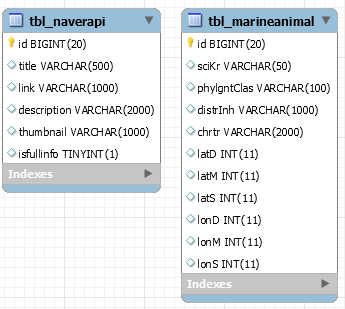 tbl_naverapi
id BIGINT(20)
title VARCHAR(500)
link VARCHAR(1000)
description VARCHAR(2000)
thumbnail VARCHAR(1000)
isfullinfo TINYINT(1)
Indexes
tbl_marineanimal
id BIGINT(20)
sciKr VARCHAR(50)
phylgntClas VARCHAR(100)
distrInh VARCHAR(1000)
chrtr VARCHAR(2000)
latD INT(11)
latM INT(11)
latS INT(11)
lonD INT(11)
lonM INT(11)
lonS INT(11)
Indexes